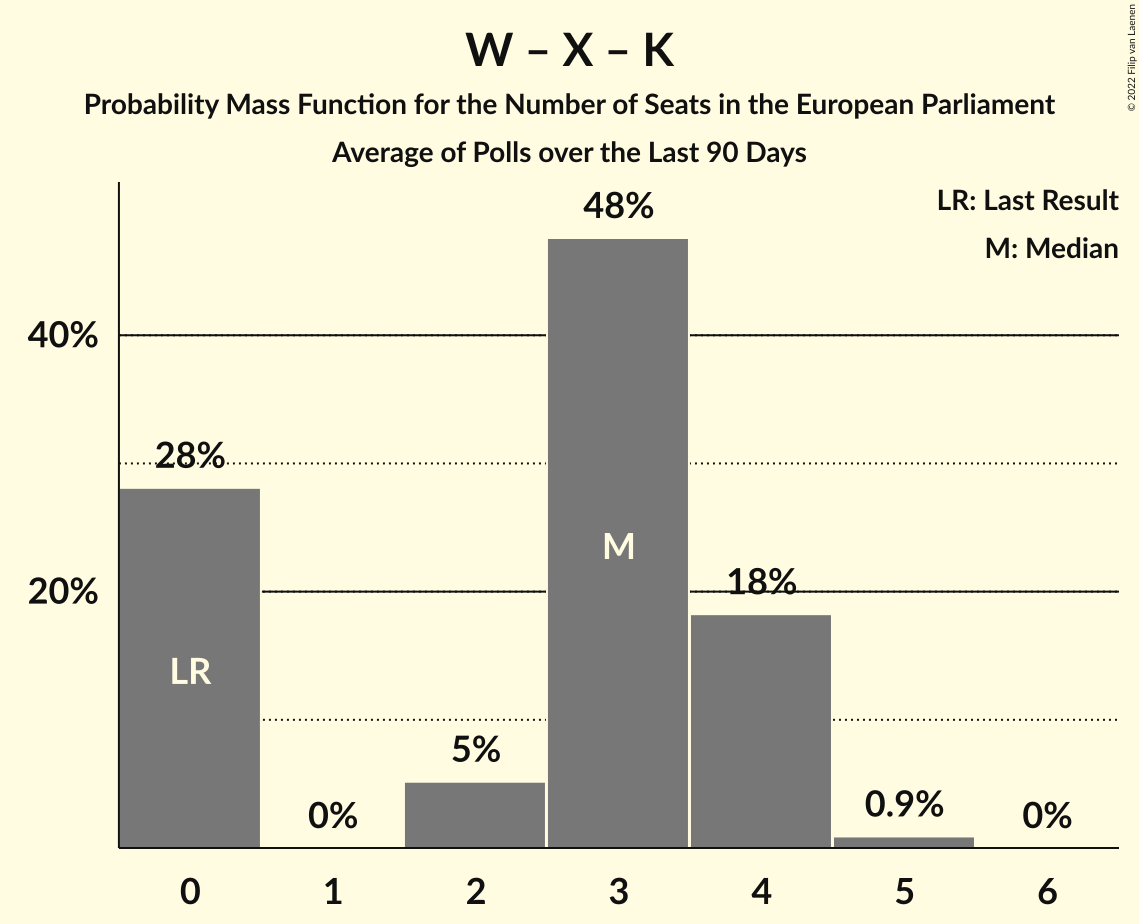 W – X – K
Probability Mass Function for the Number of Seats in the European Parliament
Average of Polls over the Last 90 Days
© 2022 Filip van Laenen
LR: Last Result
M: Median
48%
40%
28%
M
20%
18%
LR
5%
0.9%
0%
0%
0 1 2 3 4 5 6